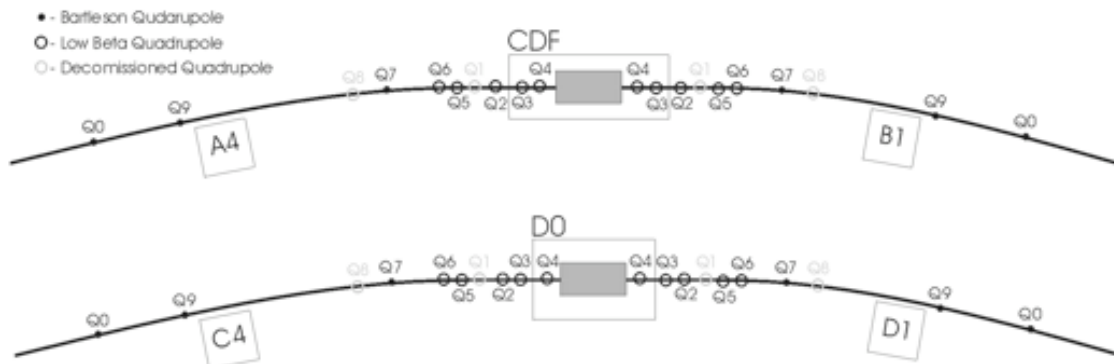 • - Bartleson Qudarupole
O - Low Beta Quadrupole
O - Decomissioned Quadrupole
CDF
Q0 Q9 Q8 Q7 Q6 Q5 Q1 Q2 Q3 Q4 Q4 Q3 Q2 Q1 Q5 Q6 Q7 Q8 Q9 Q0
A4 B1
D0
Q0 Q9 Q8 Q7 Q6 Q5 Q1 Q2 Q3 Q4 Q4 Q3 Q2 Q1 Q5 Q6 Q7 Q8 Q9 Q0
C4 D1